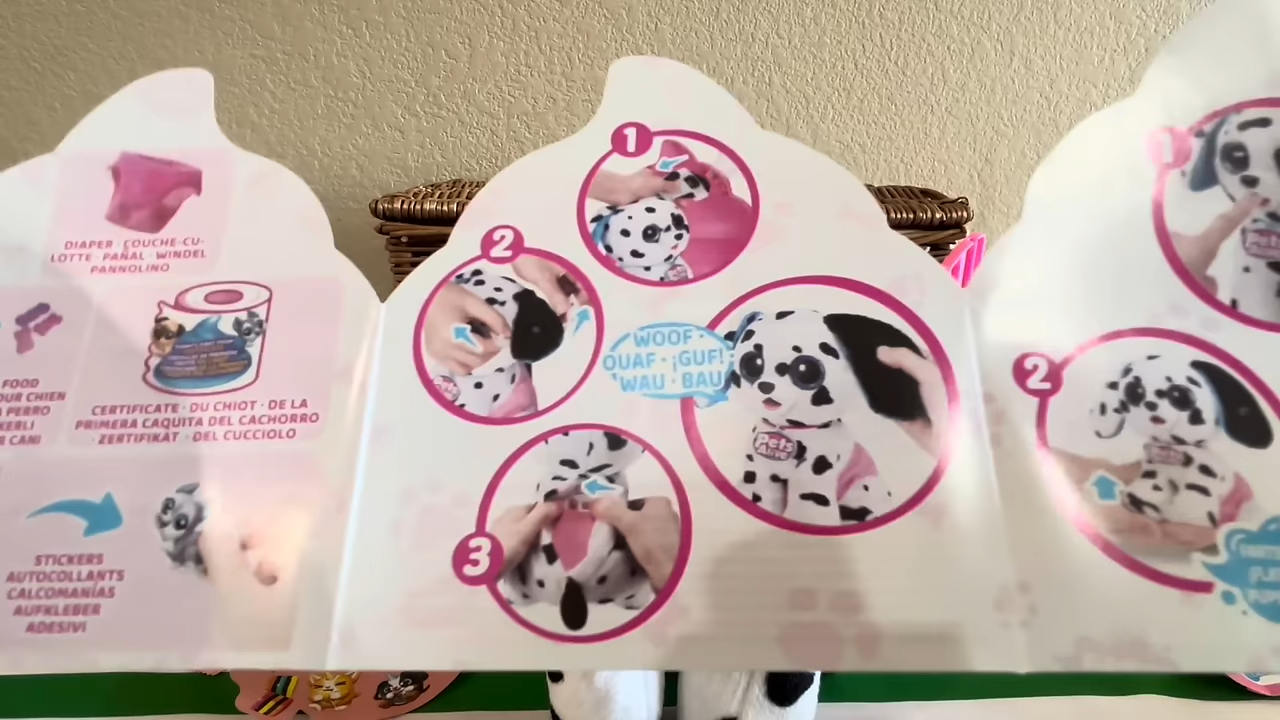 DIAPER · COUCHE-CU-
LOTTE · PAÑAL · WINDEL
PANNOLINO
FOOD
OUR CHIEN
PERRO
KERLI
CANI
CERTIFICATE · DU CHIOT · DE LA
PRIMERA CAQUITA DEL CACHORRO
· ZERTIFIKAT · DEL CUCCIOLO
STICKERS
AUTOCOLLANTS
CALCOMANÍAS
AUFKLEBER
ADESIVI
1
2
WOOF ·
OUAF · ¡GUF!
WAU · BAU
Pets
Alive
3
1
2